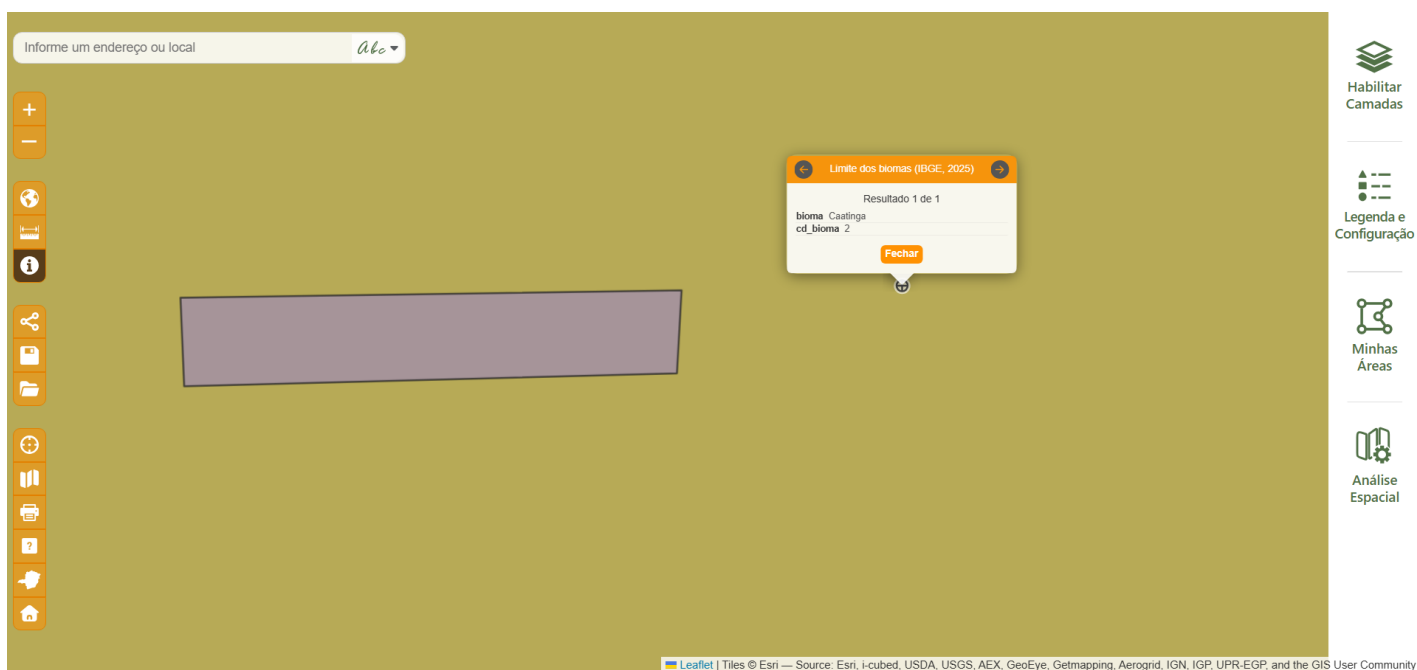 Informe um endereço ou local
Abc
+
−
Limite dos biomas (IBGE, 2025)
Resultado 1 de 1
bioma Caatinga
cd_bioma 2
Fechar
Habilitar
Camadas
Legenda e
Configuração
Minhas
Áreas
Análise
Espacial
Leaflet | Tiles © Esri — Source: Esri, i-cubed, USDA, USGS, AEX, GeoEye, Getmapping, Aerogrid, IGN, IGP, UPR-EGP, and the GIS User Community